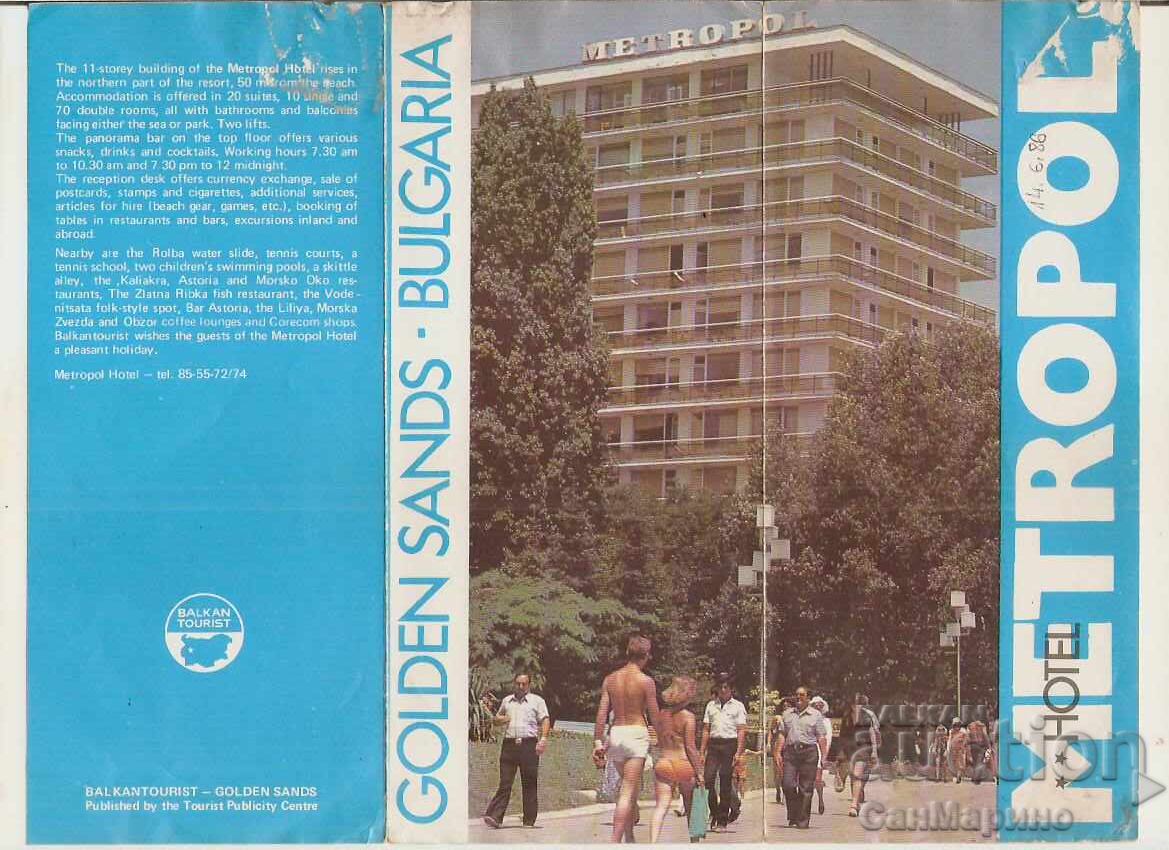 The 11-storey building of the Metropol Hotel rises in
the northern part of the resort, 50 m from the beach.
Accommodation is offered in 20 suites, 10 single and
70 double rooms, all with bathrooms and balconies
facing either the sea or park. Two lifts.
The panorama bar on the top floor offers various
snacks, drinks and cocktails. Working hours 7.30 am
to 10.30 am and 7.30 pm to 12 midnight.
The reception desk offers currency exchange, sale of
postcards, stamps and cigarettes, additional services,
articles for hire (beach gear, games, etc.), booking of
tables in restaurants and bars, excursions inland and
abroad.
Nearby are the Rolba water slide, tennis courts, a
tennis school, two children's swimming pools, a skittle
alley, the Kaliakra, Astoria and Morsko Oko res-
taurants, The Zlatna Ribka fish restaurant, the Vode-
nitsata folk-style spot, Bar Astoria, the Liliya, Morska
Zvezda and Obzor coffee lounges and Corecom shops.
Balkantourist wishes the guests of the Metropol Hotel
a pleasant holiday.
Metropol Hotel – tel. 85-55-72/74
BALKAN
TOURIST
BALKANTOURIST – GOLDEN SANDS
Published by the Tourist Publicity Centre
GOLDEN SANDS · BULGARIA
METROPOL
14.6.86
HOTEL
METROPOL
BALKAN
auction
СанМарино